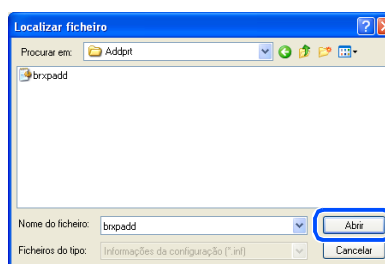 Localizar ficheiro
Procurar em: Addprt
brxpadd
Nome do ficheiro: brxpadd Abrir
Ficheiros do tipo: Informações da configuração (*.inf) Cancelar